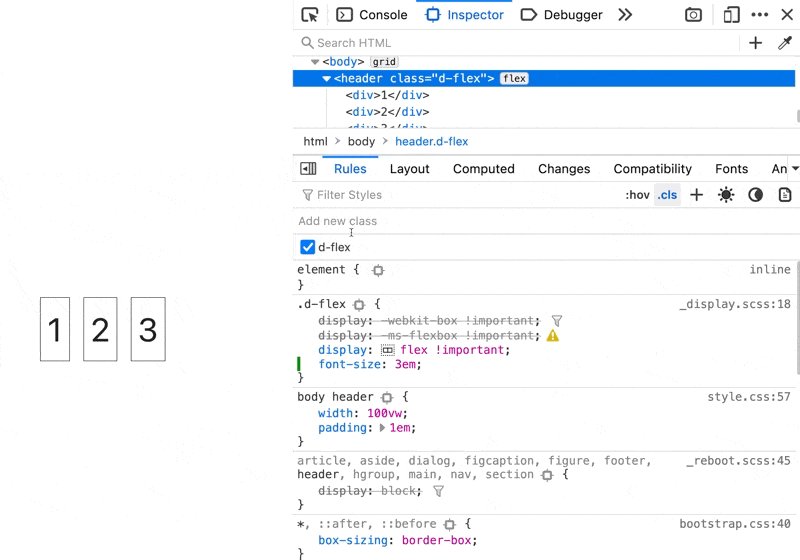 Console Inspector Debugger
Search HTML
<body> grid
<header class="d-flex"> flex
<div>1</div>
<div>2</div>
<div>3</div>
html body header.d-flex
Rules Layout Computed Changes Compatibility Fonts An
Filter Styles :hov .cls
Add new class
d-flex
element { inline
}
.d-flex { _display.scss:18
display: -webkit-box !important;
display: -ms-flexbox !important;
display: flex !important;
font-size: 3em;
}
body header { style.css:57
width: 100vw;
padding: 1em;
}
article, aside, dialog, figcaption, figure, footer, _reboot.scss:45
header, hgroup, main, nav, section {
display: block;
}
*, ::after, ::before { bootstrap.css:40
box-sizing: border-box;
}
1 2 3